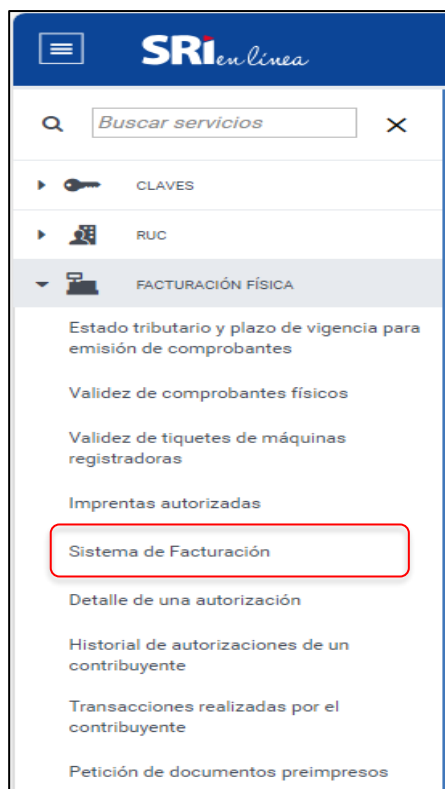 SRi en línea
Buscar servicios
CLAVES
RUC
FACTURACIÓN FÍSICA
Estado tributario y plazo de vigencia para
emisión de comprobantes
Validez de comprobantes físicos
Validez de tiquetes de máquinas
registradoras
Imprentas autorizadas
Sistema de Facturación
Detalle de una autorización
Historial de autorizaciones de un
contribuyente
Transacciones realizadas por el
contribuyente
Petición de documentos preimpresos